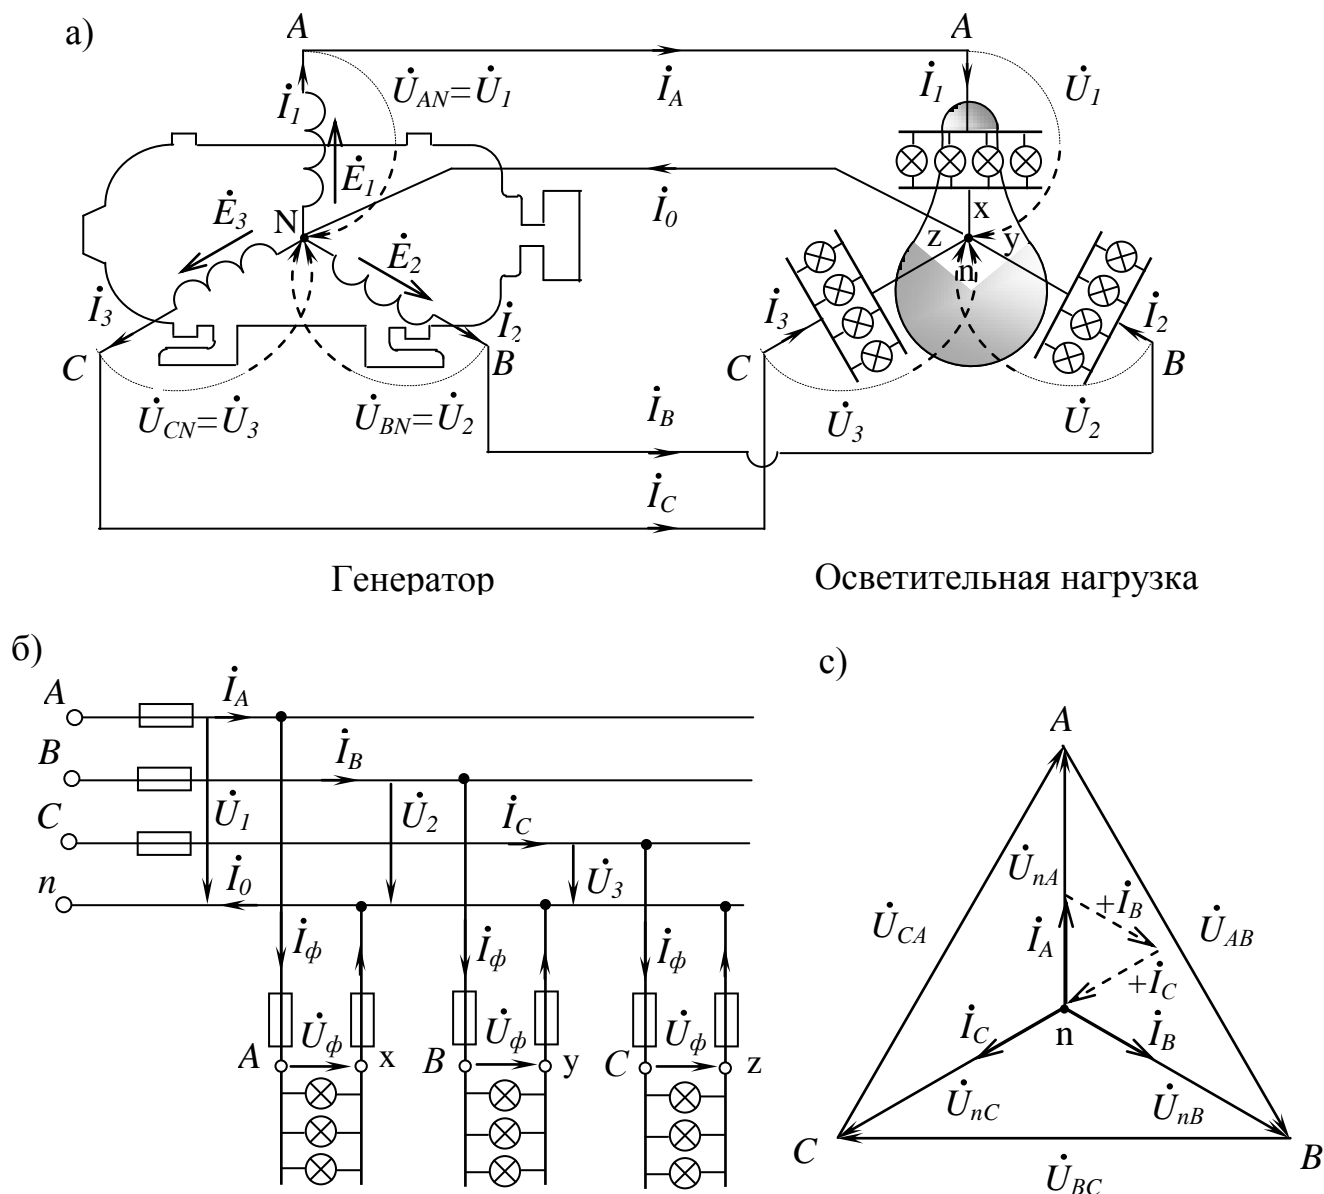 а)
A
A
İ1
U̇AN=U̇1
İA
İ1
U̇1
Ė1
İ0
Ė3
N
Ė2
x
z
y
n
İ3
İ2
İ3
İ2
C
B
C
B
U̇CN=U̇3
U̇BN=U̇2
İB
U̇3
U̇2
İC
Генератор
Осветительная нагрузка
б)
A
İA
B
İB
C
U̇1
U̇2
İC
n
İ0
U̇3
İф
İф
İф
U̇ф
U̇ф
U̇ф
A
x
B
y
C
z
с)
A
U̇nA
+İB
U̇CA
İA
U̇AB
+İC
İC
n
İB
U̇nC
U̇nB
C
B
U̇BC